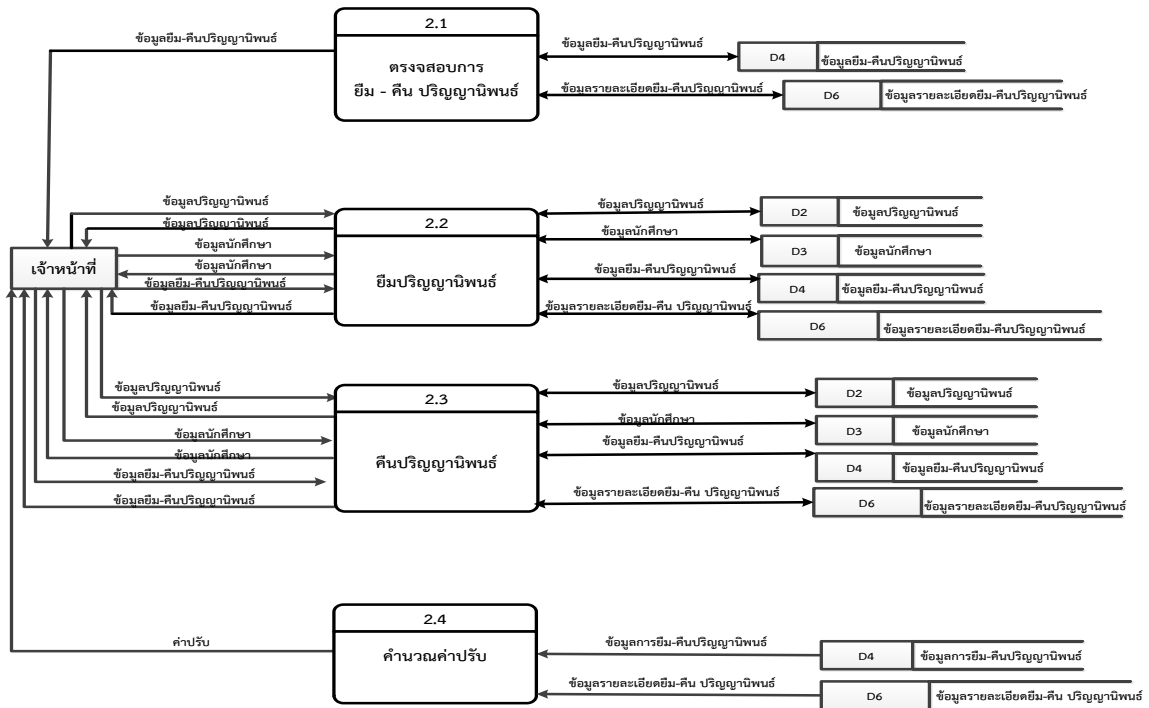 2.1
ข้อมูลยืม-คืนปริญญานิพนธ์
ตรงจสอบการ
ยืม - คืน ปริญญานิพนธ์
ข้อมูลยืม-คืนปริญญานิพนธ์
D4
ข้อมูลยืม-คืนปริญญานิพนธ์
ข้อมูลรายละเอียดยืม-คืนปริญญานิพนธ์
D6
ข้อมูลรายละเอียดยืม-คืนปริญญานิพนธ์
เจ้าหน้าที่
ข้อมูลปริญญานิพนธ์
ข้อมูลปริญญานิพนธ์
ข้อมูลนักศึกษา
ข้อมูลนักศึกษา
ข้อมูลยืม-คืนปริญญานิพนธ์
ข้อมูลยืม-คืนปริญญานิพนธ์
2.2
ยืมปริญญานิพนธ์
ข้อมูลปริญญานิพนธ์
D2
ข้อมูลปริญญานิพนธ์
ข้อมูลนักศึกษา
D3
ข้อมูลนักศึกษา
ข้อมูลยืม-คืนปริญญานิพนธ์
D4
ข้อมูลยืม-คืนปริญญานิพนธ์
ข้อมูลรายละเอียดยืม-คืน ปริญญานิพนธ์
D6
ข้อมูลรายละเอียดยืม-คืนปริญญานิพนธ์
ข้อมูลปริญญานิพนธ์
ข้อมูลปริญญานิพนธ์
ข้อมูลนักศึกษา
ข้อมูลนักศึกษา
ข้อมูลยืม-คืนปริญญานิพนธ์
ข้อมูลยืม-คืนปริญญานิพนธ์
2.3
คืนปริญญานิพนธ์
ข้อมูลปริญญานิพนธ์
D2
ข้อมูลปริญญานิพนธ์
ข้อมูลนักศึกษา
D3
ข้อมูลนักศึกษา
ข้อมูลยืม-คืนปริญญานิพนธ์
D4
ข้อมูลยืม-คืนปริญญานิพนธ์
ข้อมูลรายละเอียดยืม-คืน ปริญญานิพนธ์
D6
ข้อมูลรายละเอียดยืม-คืนปริญญานิพนธ์
ค่าปรับ
2.4
คำนวณค่าปรับ
ข้อมูลการยืม-คืนปริญญานิพนธ์
D4
ข้อมูลการยืม-คืนปริญญานิพนธ์
ข้อมูลรายละเอียดยืม-คืน ปริญญานิพนธ์
D6
ข้อมูลรายละเอียดยืม-คืน ปริญญานิพนธ์